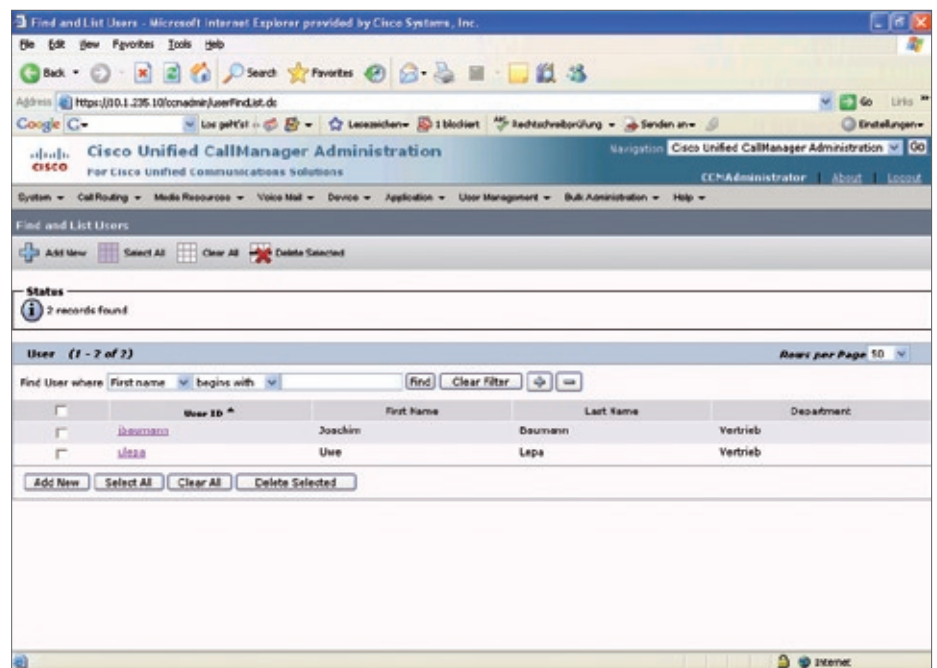 Find and List Users - Microsoft Internet Explorer provided by Cisco Systems, Inc.
File Edit View Favorites Tools Help
Back Search Favorites
Address https://10.1.235.10/ccmadmin/userFindList.do Go Links »
Google G Los geht's! Lesezeichen 1 blockiert Rechtschreibprüfung Senden an Einstellungen
CISCO
Cisco Unified CallManager Administration
For Cisco Unified Communications Solutions
Navigation Cisco Unified CallManager Administration GO
CCMAdministrator | About | Logout
System Call Routing Media Resources Voice Mail Device Application User Management Bulk Administration Help
Find and List Users
Add New Select All Clear All Delete Selected
Status
2 records found
User (1 - 2 of 2) Rows per Page 50
Find User where First name begins with Find Clear Filter
User ID First Name Last Name Department
jbaumann Joachim Baumann Vertrieb
ulepa Uwe Lepa Vertrieb
Add New Select All Clear All Delete Selected
Internet